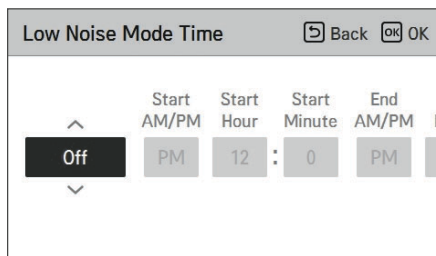 Low Noise Mode Time Back OK OK
Start Start Start End
AM/PM Hour Minute AM/PM
Off PM 12 : 0 PM